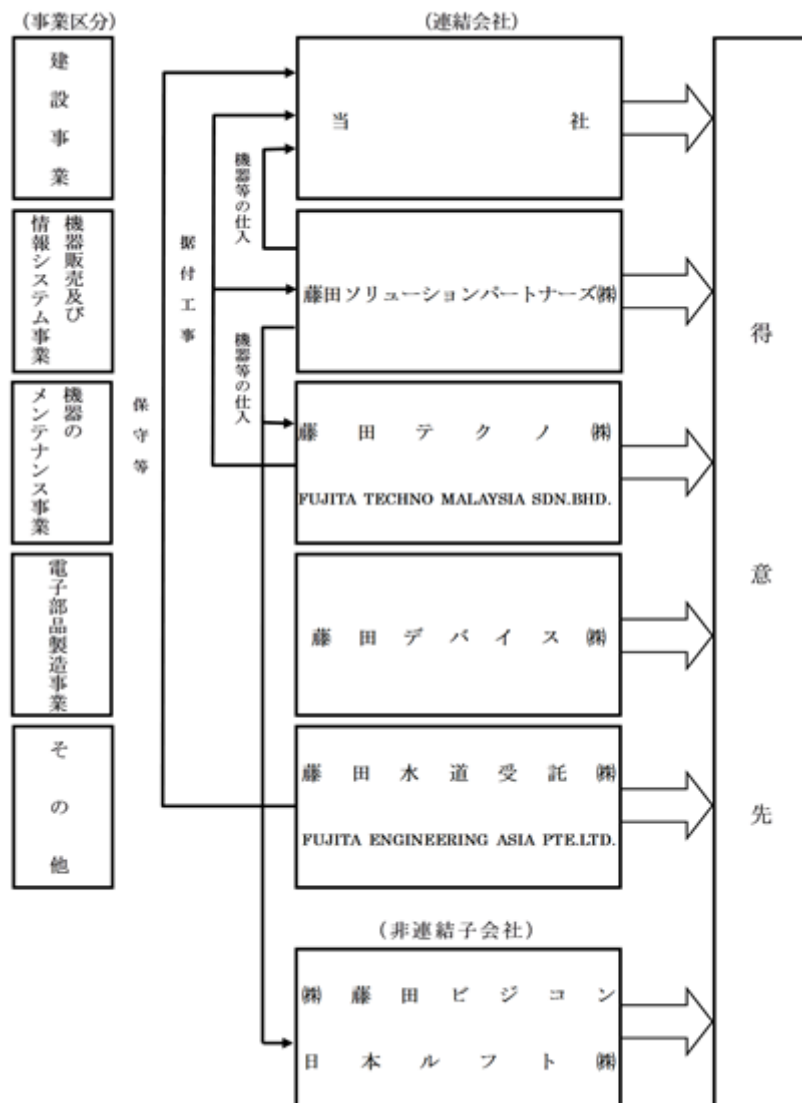 (事業区分)
(連結会社)
建設事業
当社
得意先
機器等の仕入
機器販売及び
情報システム事業
据付工事
藤田ソリューションパートナーズ㈱
機器等の仕入
機器の
メンテナンス事業
保守等
藤田テクノ㈱
FUJITA TECHNO MALAYSIA SDN.BHD.
電子部品製造事業
藤田デバイス㈱
その他
藤田水道受託㈱
FUJITA ENGINEERING ASIA PTE.LTD.
(非連結子会社)
㈱藤田ビジコン
日本ルフト㈱